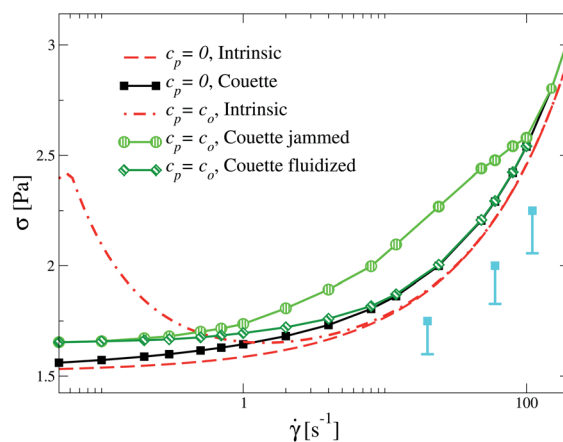 3
2.5
2
1.5
σ [Pa]
c_p = 0, Intrinsic
c_p = 0, Couette
c_p = c_o, Intrinsic
c_p = c_o, Couette jammed
c_p = c_o, Couette fluidized
1
100
γ̇ [s⁻¹]